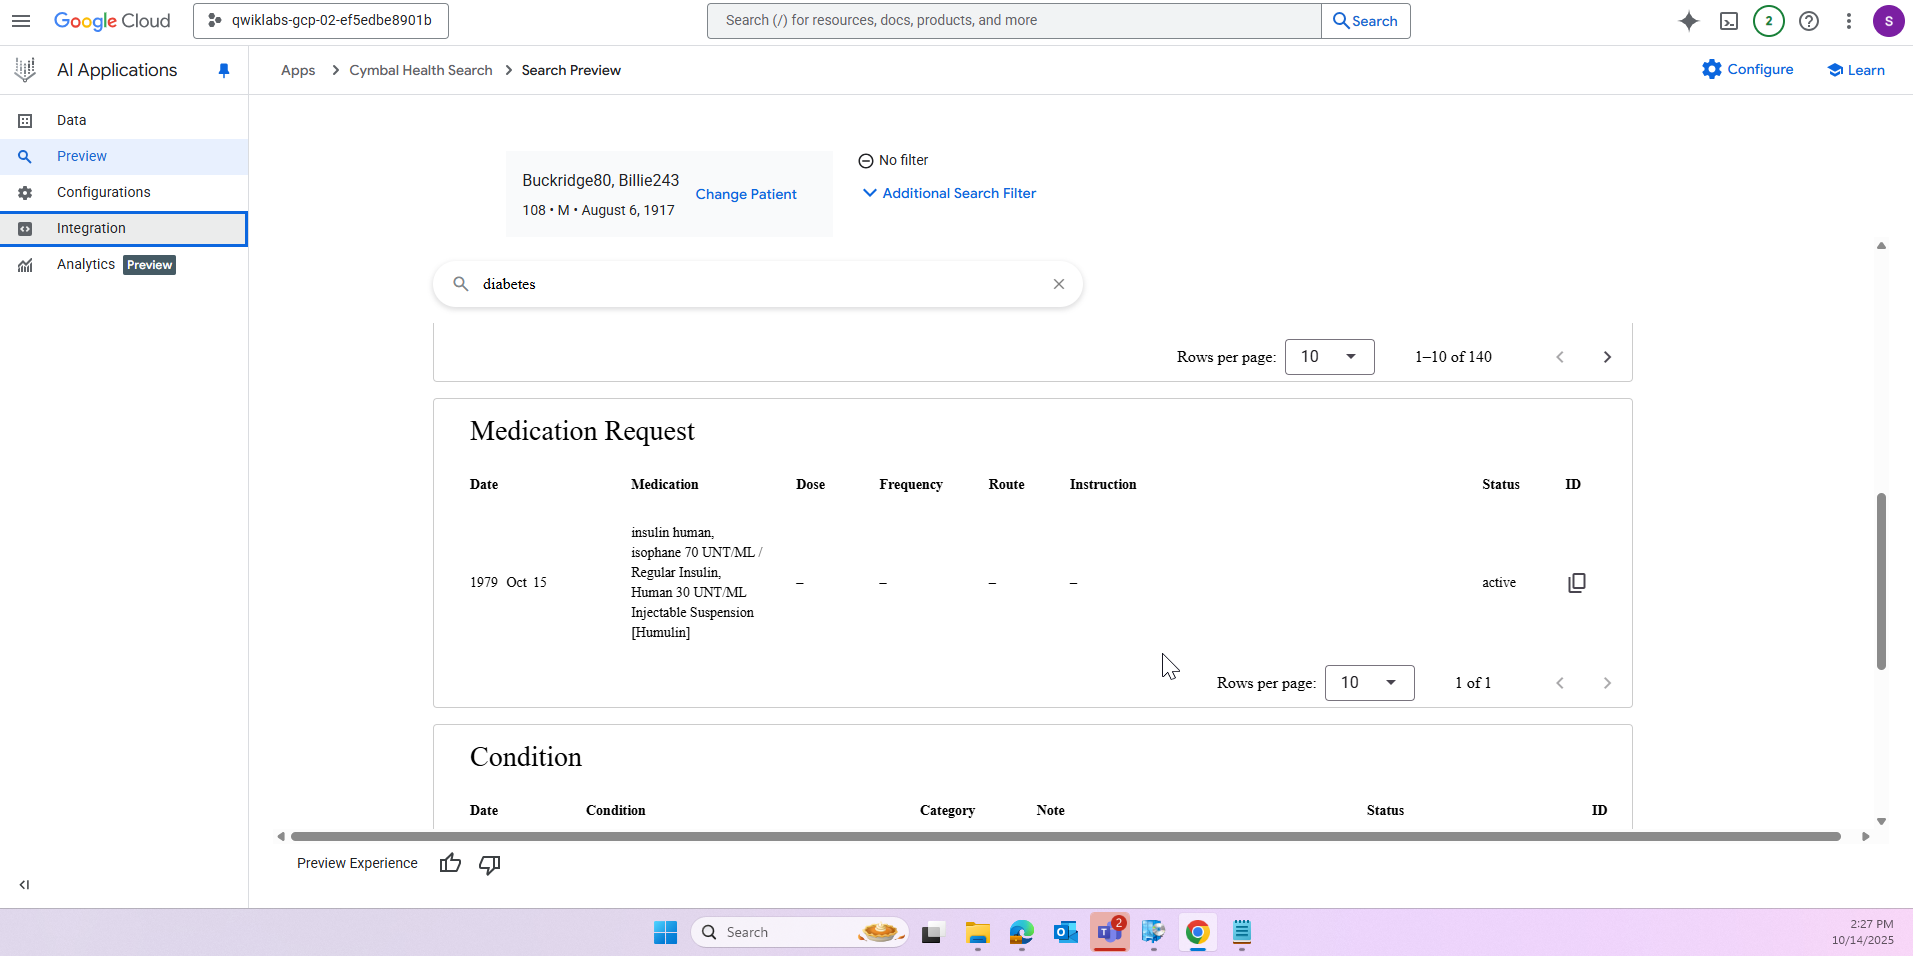 Google Cloud
qwiklabs-gcp-02-ef5edbe8901b
Search (/) for resources, docs, products, and more
Search
2
S
AI Applications
Apps
Cymbal Health Search
Search Preview
Configure
Learn
Data
Preview
Configurations
Integration
Analytics Preview
Buckridge80, Billie243
108 • M • August 6, 1917
Change Patient
No filter
Additional Search Filter
diabetes
Rows per page: 10 1–10 of 140
Medication Request
Date Medication Dose Frequency Route Instruction Status ID
insulin human,
isophane 70 UNT/ML /
Regular Insulin,
1979 Oct 15 Human 30 UNT/ML – – – – active
Injectable Suspension
[Humulin]
Rows per page: 10 1 of 1
Condition
Date Condition Category Note Status ID
Preview Experience
Search
2
2:27 PM
10/14/2025